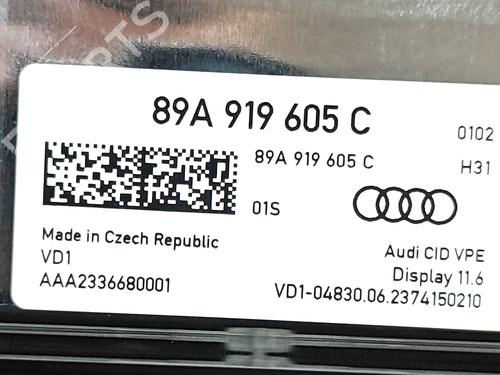 89A 919 605 C
0102
89A 919 605 C
H31
01S
Made in Czech Republic
Audi CID VPE
VD1
Display 11.6
AAA2336680001
VD1-04830.06.2374150210